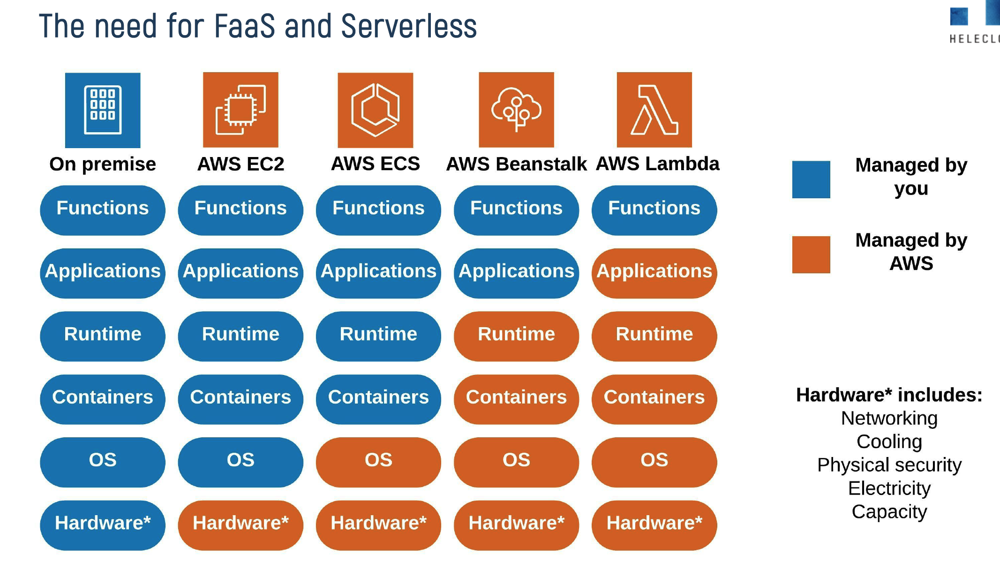 The need for FaaS and Serverless
On premise
AWS EC2
AWS ECS
AWS Beanstalk
AWS Lambda
Functions
Functions
Functions
Functions
Functions
Applications
Applications
Applications
Applications
Applications
Runtime
Runtime
Runtime
Runtime
Runtime
Containers
Containers
Containers
Containers
Containers
OS
OS
OS
OS
OS
Hardware*
Hardware*
Hardware*
Hardware*
Hardware*
Managed by
you
Managed by
AWS
Hardware* includes:
Networking
Cooling
Physical security
Electricity
Capacity